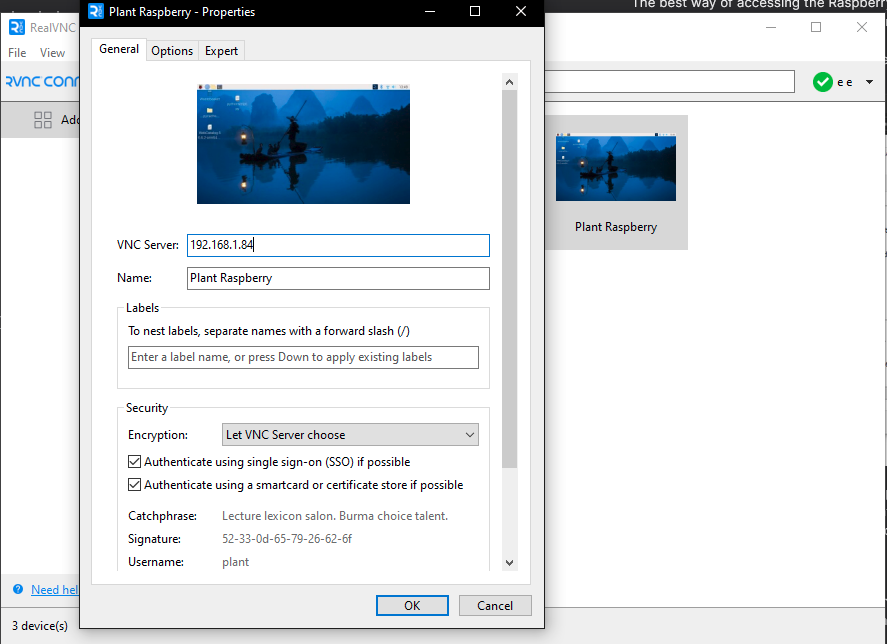 The best way of accessing the Raspberr
Plant Raspberry - Properties
RealVNC
File View
General Options Expert
RVNC CONN
e e
Add
Plant Raspberry
VNC Server: 192.168.1.84
Name: Plant Raspberry
Labels
To nest labels, separate names with a forward slash (/)
Enter a label name, or press Down to apply existing labels
Security
Encryption: Let VNC Server choose
Authenticate using single sign-on (SSO) if possible
Authenticate using a smartcard or certificate store if possible
Catchphrase: Lecture lexicon salon. Burma choice talent.
Signature: 52-33-0d-65-79-26-62-6f
Username: plant
? Need hel
OK Cancel
3 device(s)